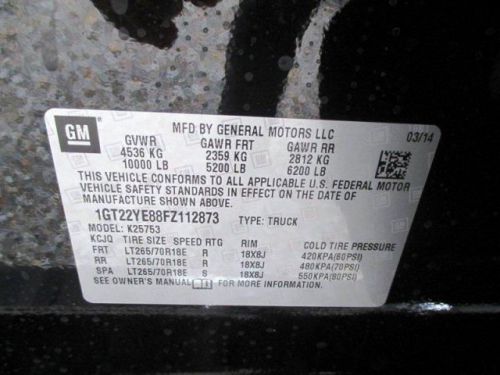 GM
MFD BY GENERAL MOTORS LLC 03/14
GVWR GAWR FRT GAWR RR
4536 KG 2359 KG 2812 KG
10000 LB 5200 LB 6200 LB
THIS VEHICLE CONFORMS TO ALL APPLICABLE U.S. FEDERAL MOTOR
VEHICLE SAFETY STANDARDS IN EFFECT ON THE DATE OF
MANUFACTURE SHOWN ABOVE.
1GT22YE88FZ112873 TYPE: TRUCK
MODEL: K25753
KCJQ TIRE SIZE SPEED RTG RIM COLD TIRE PRESSURE
FRT LT265/70R18E R 18X8J 420KPA(60PSI)
RR LT265/70R18E R 18X8J 480KPA(70PSI)
SPA LT265/70R18E S 18X8J 550KPA(80PSI)
SEE OWNER'S MANUAL FOR MORE INFORMATION.